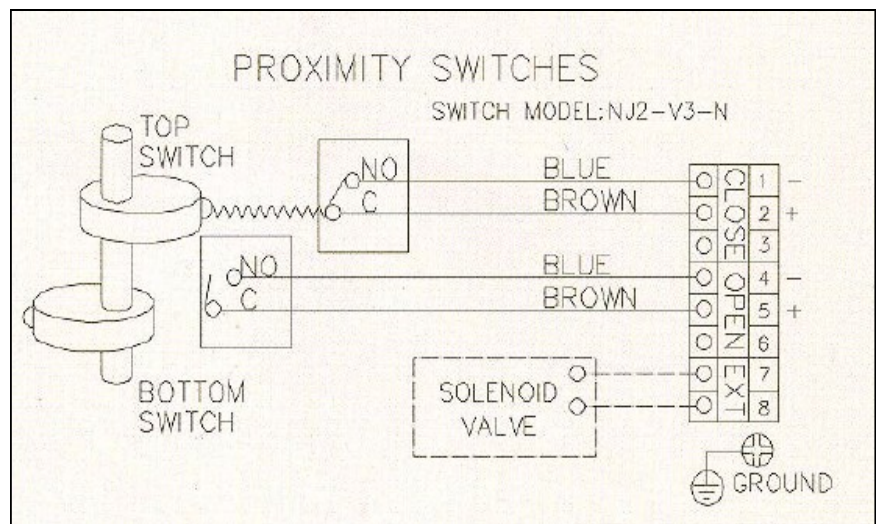 PROXIMITY SWITCHES
SWITCH MODEL;NJ2-V3-N
TOP
SWITCH
NO
C
BLUE
BROWN
NO
C
BLUE
BROWN
CLOSE
OPEN
EXT
1 -
2 +
3
4 -
5 +
6
7
8
SOLENOID
VALVE
BOTTOM
SWITCH
GROUND